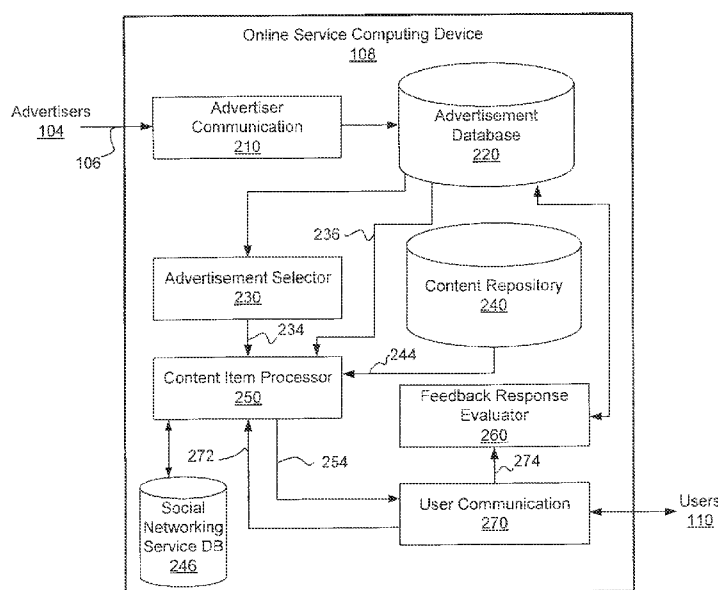 Online Service Computing Device
108
Advertisers
104
106
Advertiser
Communication
210
Advertisement
Database
220
236
Advertisement Selector
230
234
Content Repository
240
244
Content Item Processor
250
Feedback Response
Evaluator
260
272
254
274
Social
Networking
Service DB
246
User Communication
270
Users
110